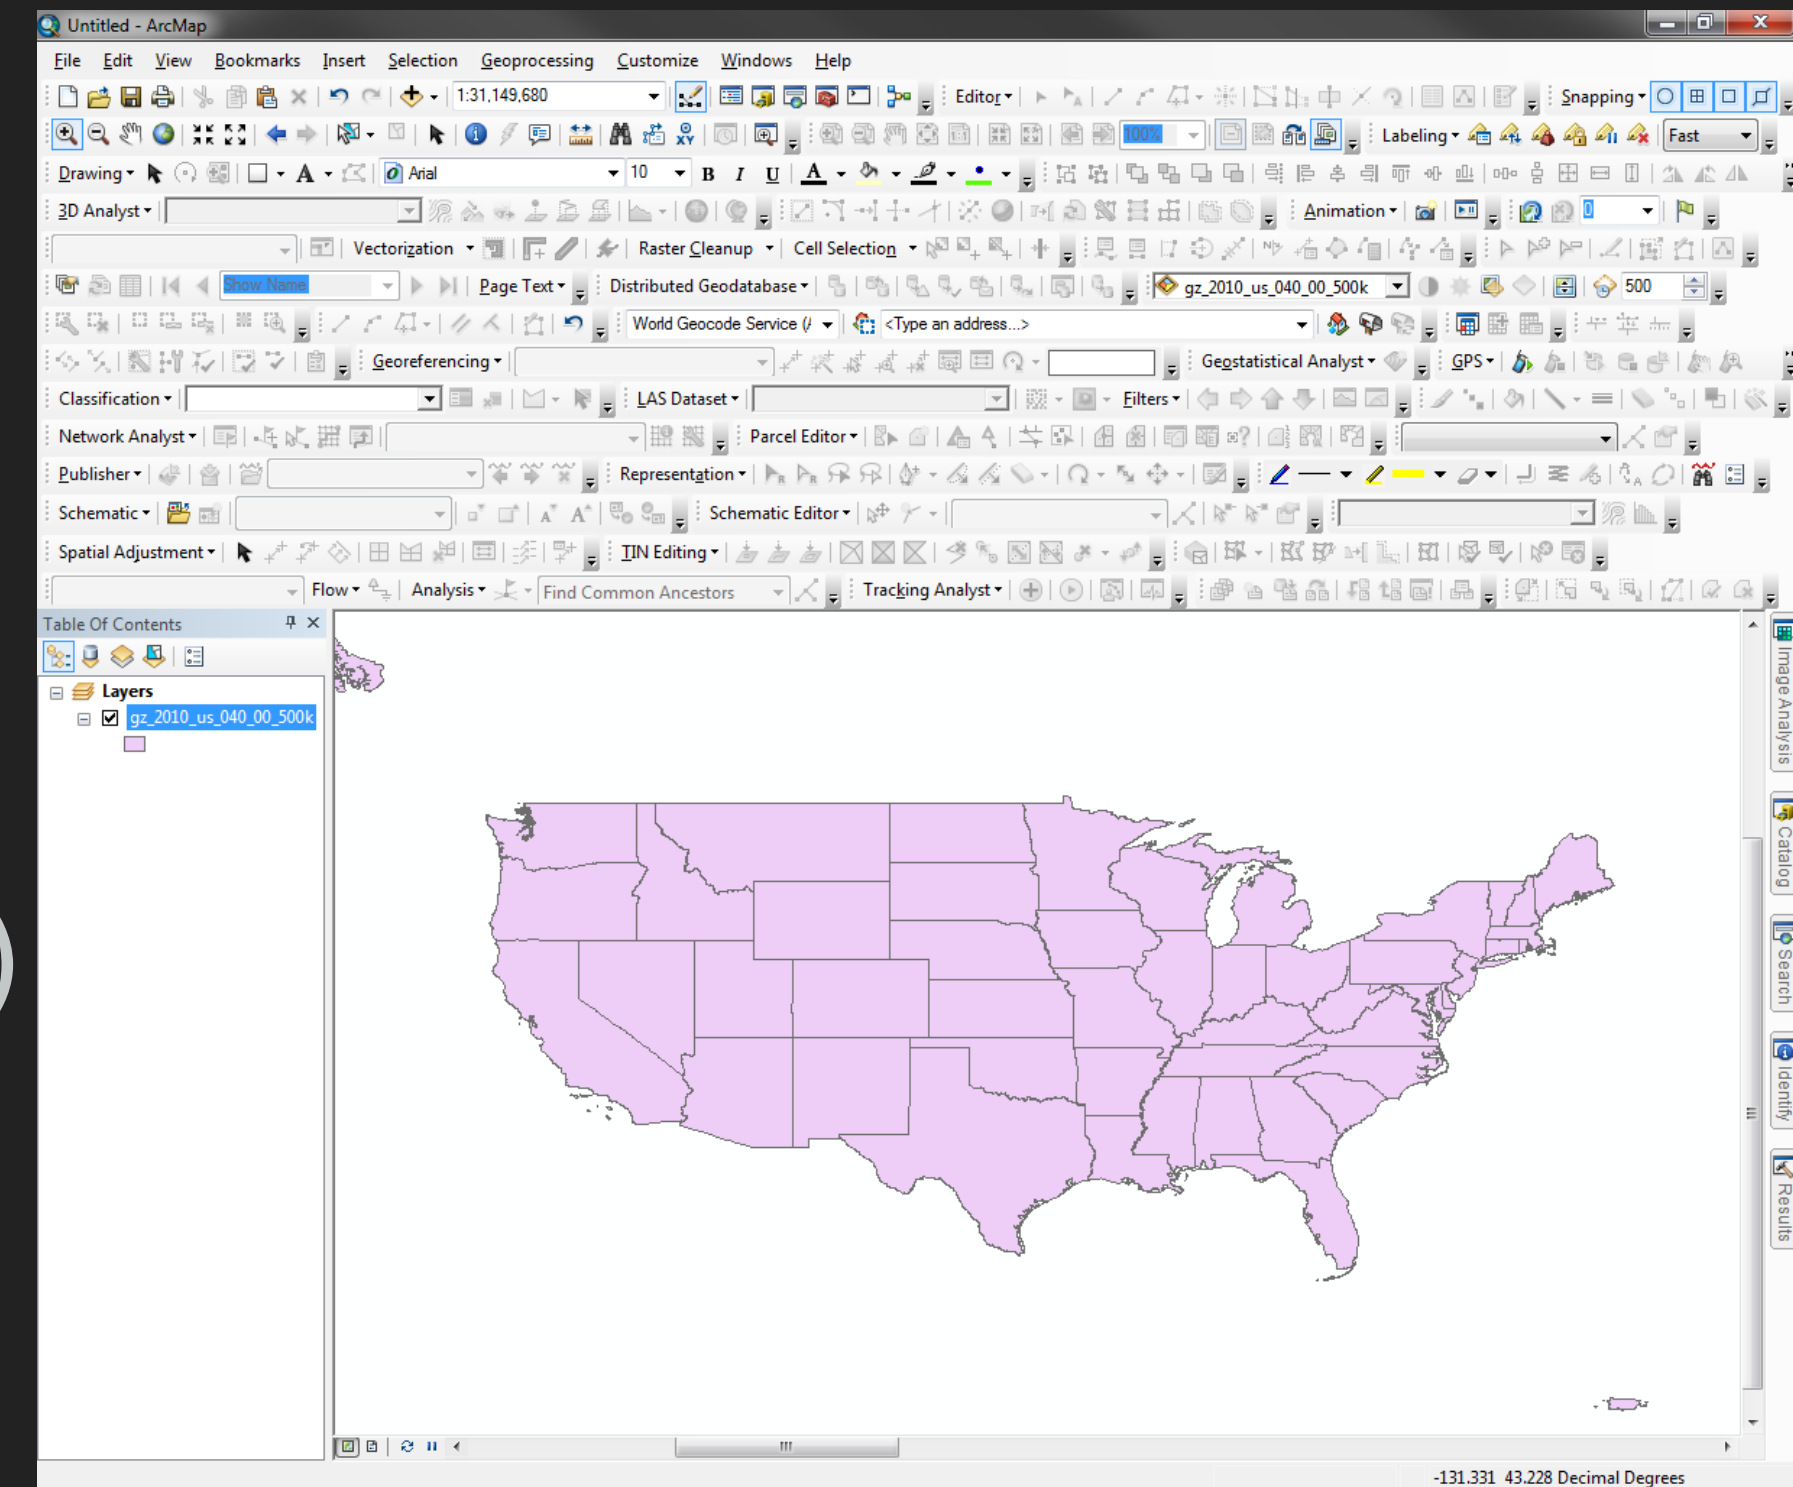 Untitled - ArcMap
File Edit View Bookmarks Insert Selection Geoprocessing Customize Windows Help
1:31,149,680 Editor Snapping
100% Labeling Fast
Drawing A Arial 10 B I U A
3D Analyst Animation 0
Vectorization Raster Cleanup Cell Selection
Show Name Page Text Distributed Geodatabase gz_2010_us_040_00_500k 500
World Geocode Service (/ <Type an address...>
Georeferencing Geostatistical Analyst GPS
Classification LAS Dataset Filters
Network Analyst Parcel Editor
Publisher Representation
Schematic Schematic Editor
Spatial Adjustment TIN Editing
Flow Analysis Find Common Ancestors Tracking Analyst
Table Of Contents
Layers
gz_2010_us_040_00_500k
Image Analysis
Catalog
Search
Identify
Results
-131.331 43.228 Decimal Degrees